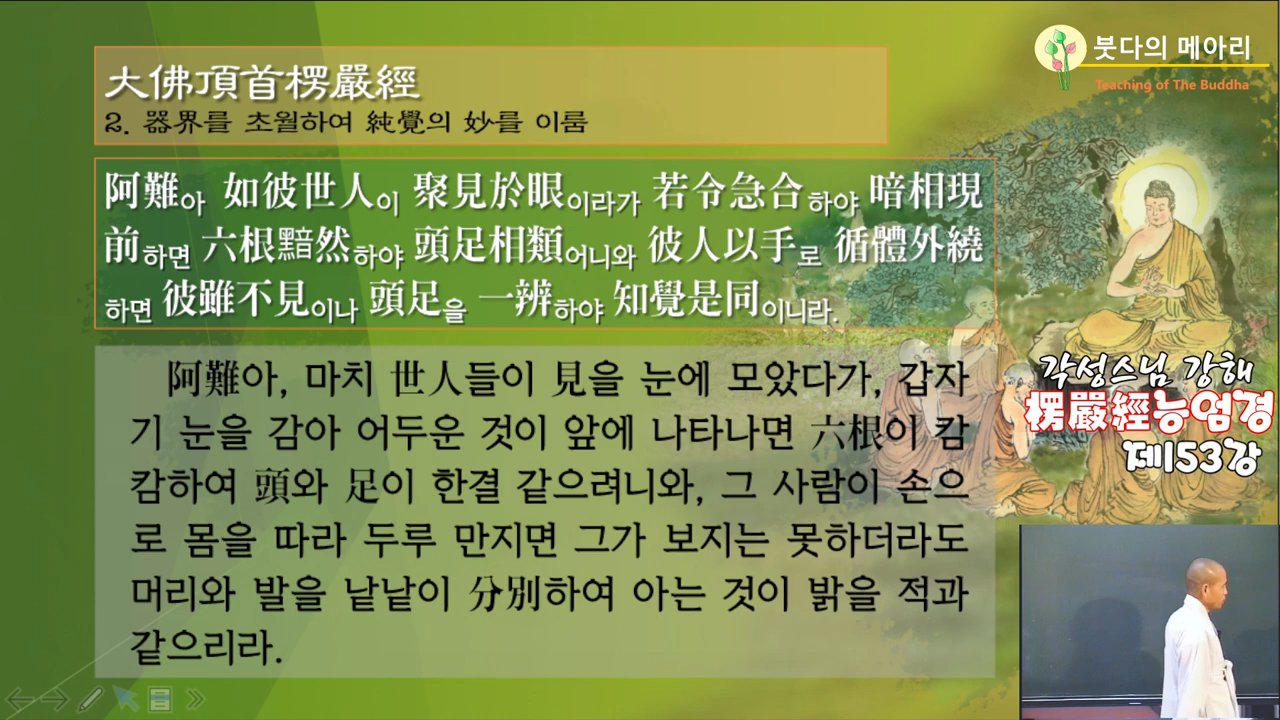 붓다의 메아리
Teaching of The Buddha
大佛頂首楞嚴經
2. 器界를 초월하여 純覺의 妙를 이룸
阿難아 如彼世人이 聚見於眼이라가 若令急合하야 暗相現
前하면 六根黯然하야 頭足相類어니와 彼人以手로 循體外繞
하면 彼雖不見이나 頭足을 一辨하야 知覺是同이니라.
阿難아, 마치 世人들이 見을 눈에 모았다가, 갑자
기 눈을 감아 어두운 것이 앞에 나타나면 六根이 캄
캄하여 頭와 足이 한결 같으려니와, 그 사람이 손으
로 몸을 따라 두루 만지면 그가 보지는 못하더라도
머리와 발을 낱낱이 分別하여 아는 것이 밝을 적과
같으리라.
각성스님 강해
楞嚴經능엄경
제153강